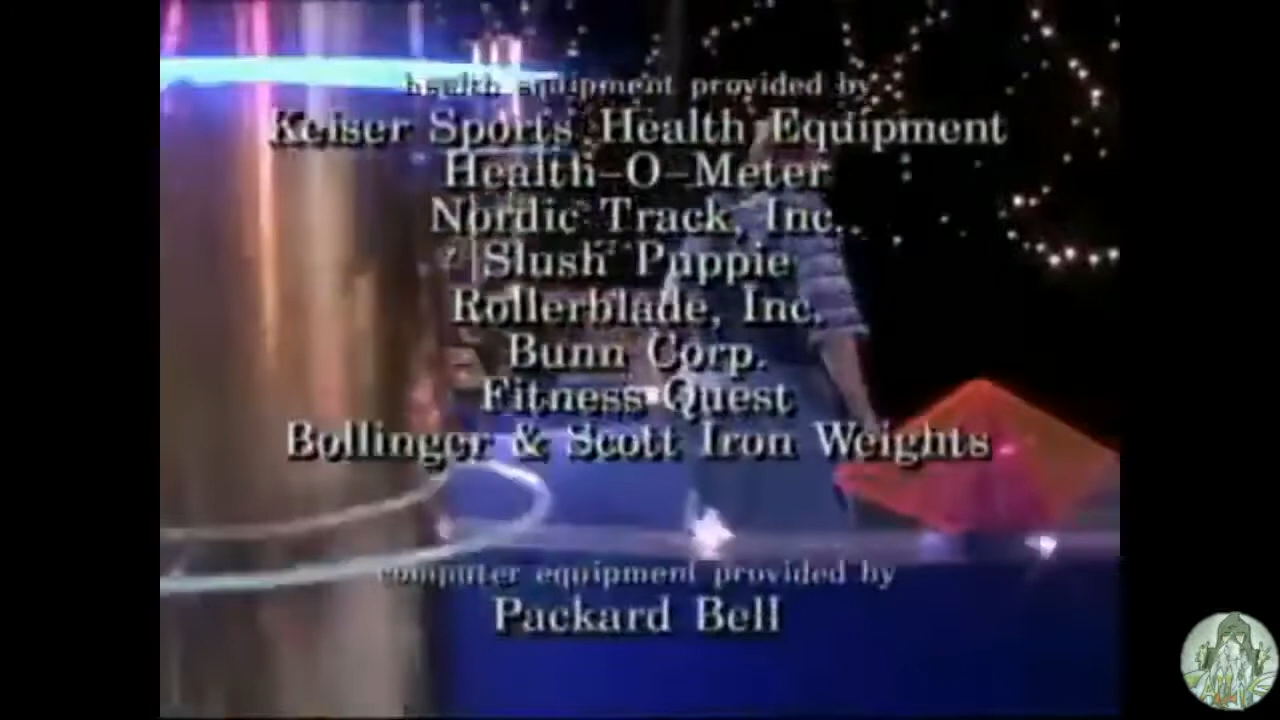 health equipment provided by
Keiser Sports Health Equipment
Health-O-Meter
Nordic Track, Inc.
Slush Puppie
Rollerblade, Inc.
Bunn Corp.
Fitness Quest
Bollinger & Scott Iron Weights
computer equipment provided by
Packard Bell